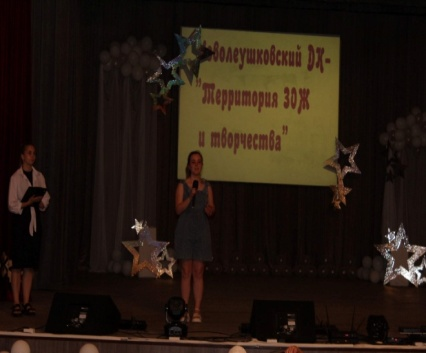 волеушковский ДК-
"Территория ЗОЖ
и творчества"